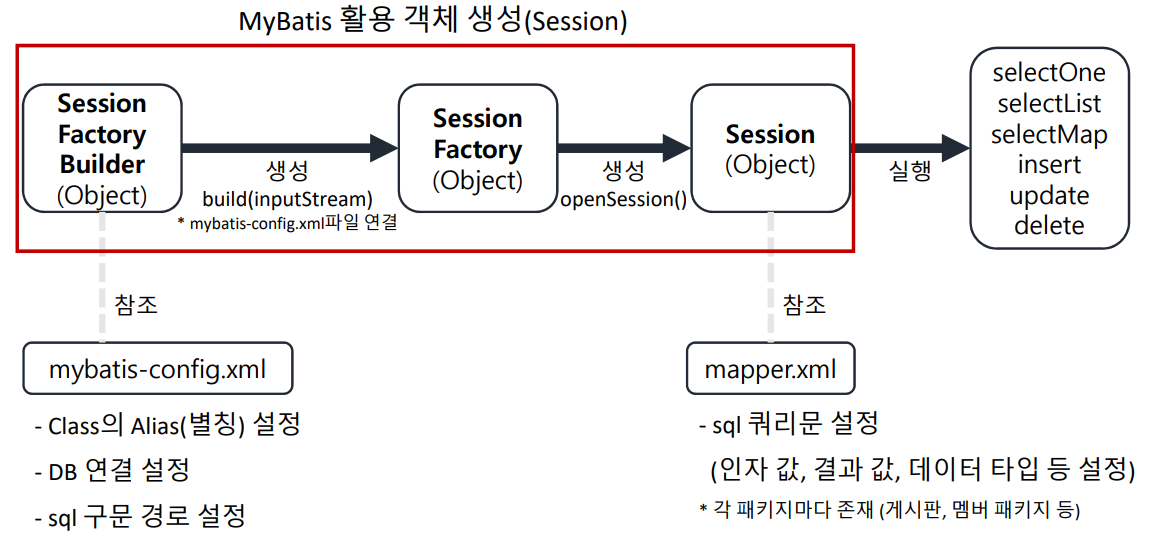 MyBatis 활용 객체 생성(Session)
Session
Factory
Builder
(Object)
생성
build(inputStream)
* mybatis-config.xml파일 연결
Session
Factory
(Object)
생성
openSession()
Session
(Object)
실행
selectOne
selectList
selectMap
insert
update
delete
참조
mybatis-config.xml
- Class의 Alias(별칭) 설정
- DB 연결 설정
- sql 구문 경로 설정
참조
mapper.xml
- sql 쿼리문 설정
(인자 값, 결과 값, 데이터 타입 등 설정)
* 각 패키지마다 존재 (게시판, 멤버 패키지 등)